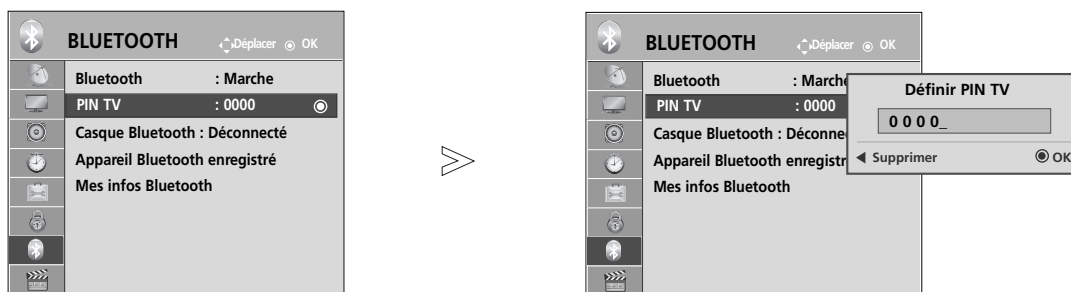 BLUETOOTH
Déplacer OK
Bluetooth : Marche
PIN TV : 0000
Casque Bluetooth : Déconnecté
Appareil Bluetooth enregistré
Mes infos Bluetooth
BLUETOOTH
Déplacer OK
Bluetooth : Marche
PIN TV : 0000
Casque Bluetooth : Déconne
Appareil Bluetooth enregistr
Mes infos Bluetooth
Définir PIN TV
0 0 0 0_
Supprimer OK